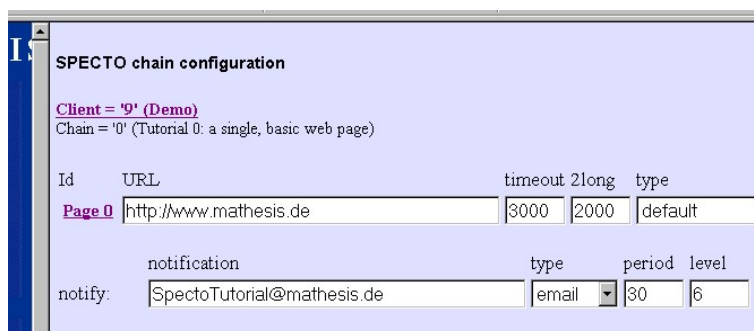 SPECTO chain configuration
Client = '9' (Demo)
Chain = '0' (Tutorial 0: a single, basic web page)
Id URL timeout 2long type
Page 0 http://www.mathesis.de 3000 2000 default
notification type period level
notify: SpectoTutorial@mathesis.de email 30 6